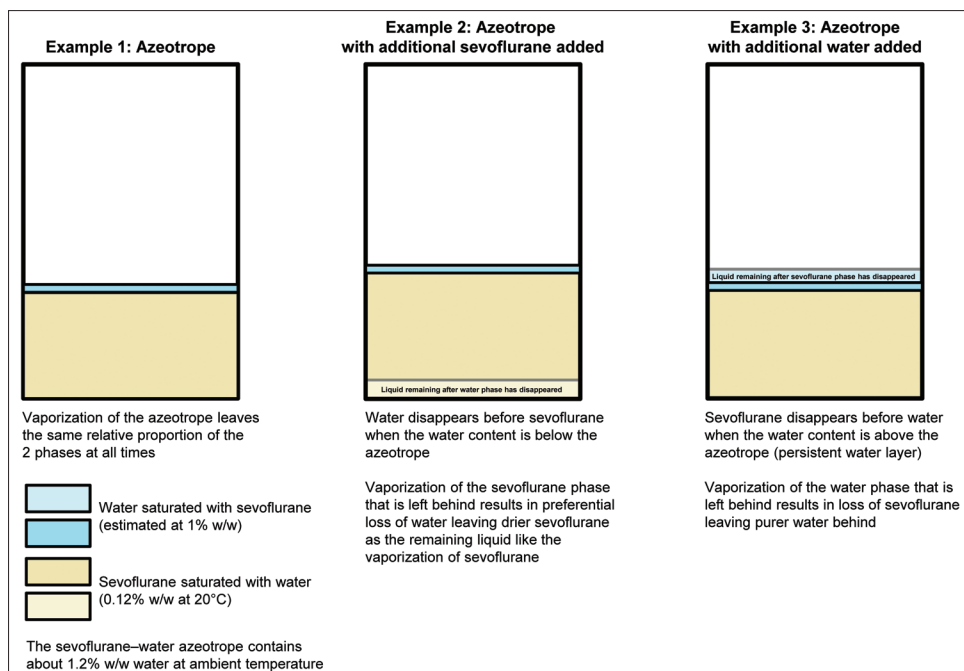 Example 1: Azeotrope
Vaporization of the azeotrope leaves
the same relative proportion of the
2 phases at all times
Water saturated with sevoflurane
(estimated at 1% w/w)
Sevoflurane saturated with water
(0.12% w/w at 20°C)
The sevoflurane–water azeotrope contains
about 1.2% w/w water at ambient temperature
Example 2: Azeotrope
with additional sevoflurane added
Liquid remaining after water phase has disappeared
Water disappears before sevoflurane
when the water content is below the
azeotrope
Vaporization of the sevoflurane phase
that is left behind results in preferential
loss of water leaving drier sevoflurane
as the remaining liquid like the
vaporization of sevoflurane
Example 3: Azeotrope
with additional water added
Liquid remaining after sevoflurane phase has disappeared
Sevoflurane disappears before water
when the water content is above the
azeotrope (persistent water layer)
Vaporization of the water phase that is
left behind results in loss of sevoflurane
leaving purer water behind